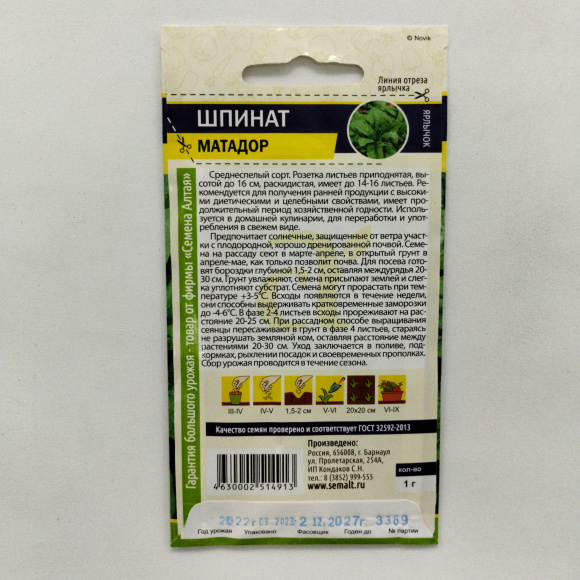 © Novik
Линия отреза
ярлычка
ШПИНАТ
МАТАДОР
ЯРЛЫЧОК
Среднеспелый сорт. Розетка листьев приподнятая, вы-
сотой до 16 см, раскидистая, имеет до 14-16 листьев. Ре-
комендуется для получения ранней продукции с высоки-
ми диетическими и целебными свойствами, имеет про-
должительный период хозяйственной годности. Исполь-
зуется в домашней кулинарии, для переработки и упот-
ребления в свежем виде.
Предпочитает солнечные, защищенные от ветра участ-
ки с плодородной, хорошо дренированной почвой. Семе-
на на рассаду сеют в марте-апреле, в открытый грунт в
апреле-мае, как только позволит почва. Для посева гото-
вят бороздки глубиной 1,5-2 см, оставляя междурядья 20-
30 см. Грунт увлажняют, семена присыпают землей и слег-
ка уплотняют субстрат. Семена могут прорастать при тем-
пературе +3-5°С. Всходы появляются в течение недели,
они способны выдерживать кратковременные заморозки
до -4-6°С. В фазе 2-4 листьев всходы прореживают на рас-
стояние 20-25 см. При рассадном способе выращивания
сеянцы пересаживают в грунт в фазе 4 листьев, стараясь
не разрушать земляной ком, оставляя расстояние между
растениями 20-30 см. Уход заключается в поливе, под-
кормках, рыхлении посадок и своевременных прополках.
Сбор урожая проводится в течение сезона.
Гарантия большого урожая - товар от фирмы «Семена Алтая»
III-IV IV-V 1,5-2 см V-VI 20x20 см VI-IX
Качество семян проверено и соответствует ГОСТ 32592-2013
Произведено:
Россия, 656008, г. Барнаул
ул. Пролетарская, 254А,
ИП Кондаков С.Н.
тел.: 8 (3852) 999-555
www.semalt.ru
кол-во
1 г
4630002514913
2022г 08 2023 2 12.2027г. 3389
Год урожая Упаковано: Фасовщик Годен до № партии